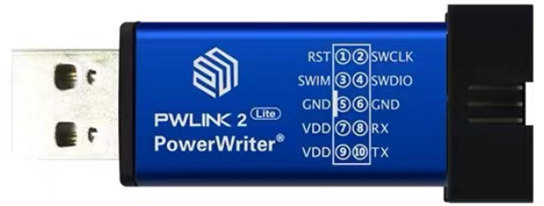 RST ① ② SWCLK
SWIM ③ ④ SWDIO
GND ⑤ ⑥ GND
VDD ⑦ ⑧ RX
VDD ⑨ ⑩ TX
PWLINK 2 Lite
PowerWriter®